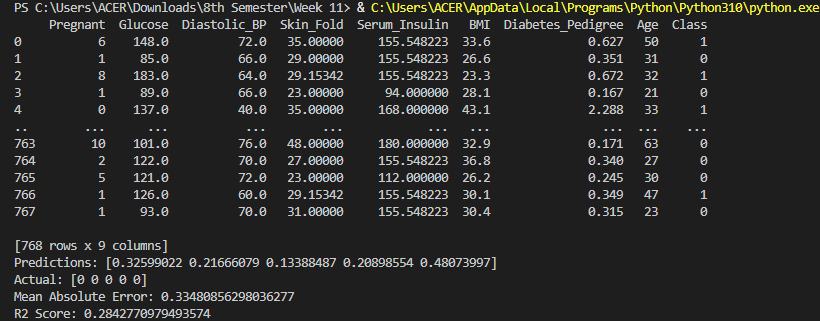 PS C:\Users\ACER\Downloads\8th Semester\Week 11> & C:\Users\ACER\AppData\Local\Programs\Python\Python310\python.exe
Pregnant Glucose Diastolic_BP Skin_Fold Serum_Insulin BMI Diabetes_Pedigree Age Class
0 6 148.0 72.0 35.00000 155.548223 33.6 0.627 50 1
1 1 85.0 66.0 29.00000 155.548223 26.6 0.351 31 0
2 8 183.0 64.0 29.15342 155.548223 23.3 0.672 32 1
3 1 89.0 66.0 23.00000 94.000000 28.1 0.167 21 0
4 0 137.0 40.0 35.00000 168.000000 43.1 2.288 33 1
.. ... ... ... ... ... ... ... ... ...
763 10 101.0 76.0 48.00000 180.000000 32.9 0.171 63 0
764 2 122.0 70.0 27.00000 155.548223 36.8 0.340 27 0
765 5 121.0 72.0 23.00000 112.000000 26.2 0.245 30 0
766 1 126.0 60.0 29.15342 155.548223 30.1 0.349 47 1
767 1 93.0 70.0 31.00000 155.548223 30.4 0.315 23 0
[768 rows x 9 columns]
Predictions: [0.32599022 0.21666079 0.13388487 0.20898554 0.48073997]
Actual: [0 0 0 0 0]
Mean Absolute Error: 0.33480856298036277
R2 Score: 0.2842770979493574